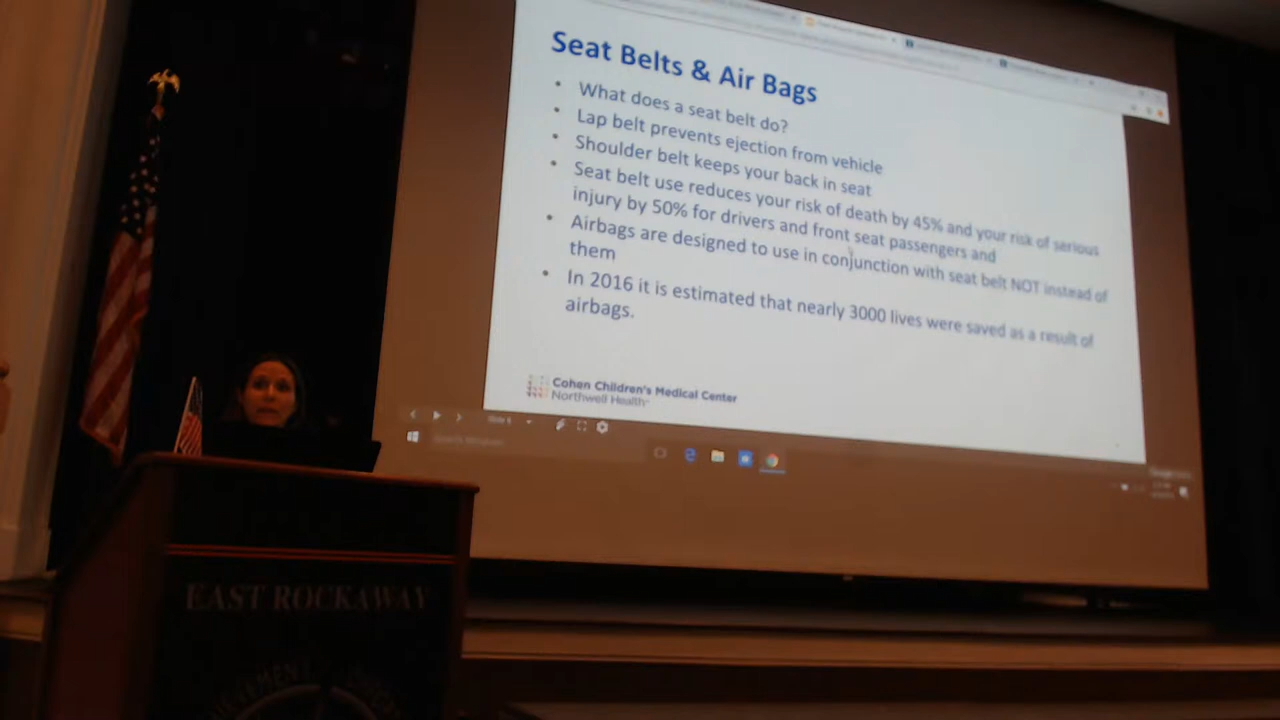 Seat Belts & Air Bags
• What does a seat belt do?
• Lap belt prevents ejection from vehicle
• Shoulder belt keeps your back in seat
• Seat belt use reduces your risk of death by 45% and your risk of serious
injury by 50% for drivers and front seat passengers and
• Airbags are designed to use in conjunction with seat belt NOT instead of
them
• In 2016 it is estimated that nearly 3000 lives were saved as a result of
airbags.
Cohen Children's Medical Center
Northwell Health
EAST ROCKAWAY